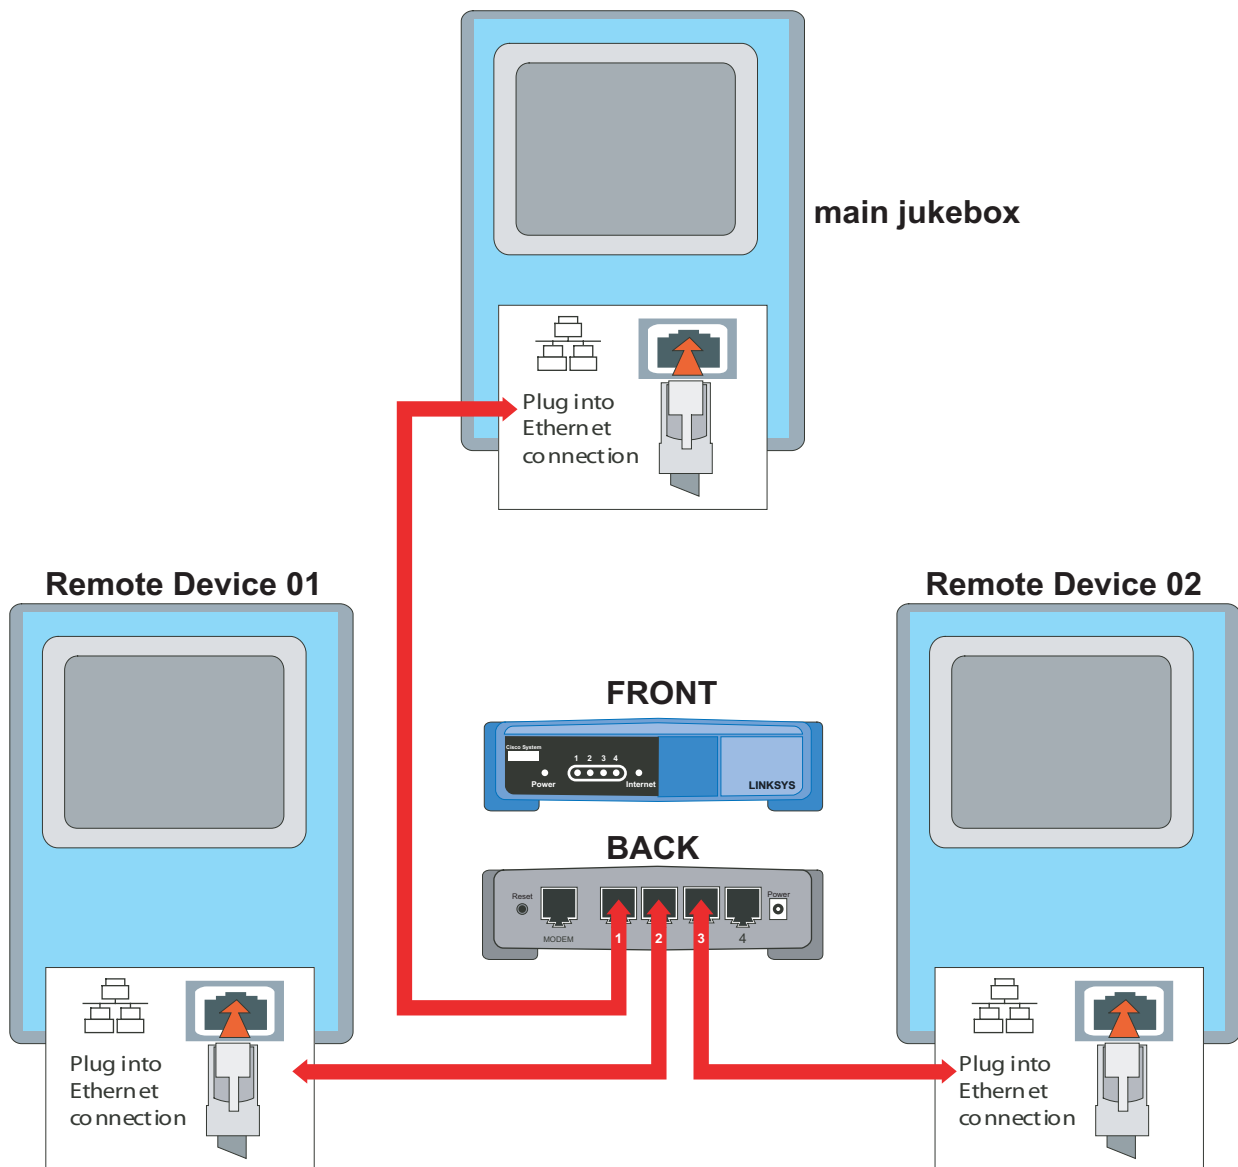 main jukebox
Plug into
Ethernet
connection
Remote Device 01
Remote Device 02
FRONT
Cisco System
1 2 3 4
Power
Internet
LINKSYS
BACK
Reset
Power
MODEM
1
2
3
4
Plug into
Ethernet
connection
Plug into
Ethernet
connection